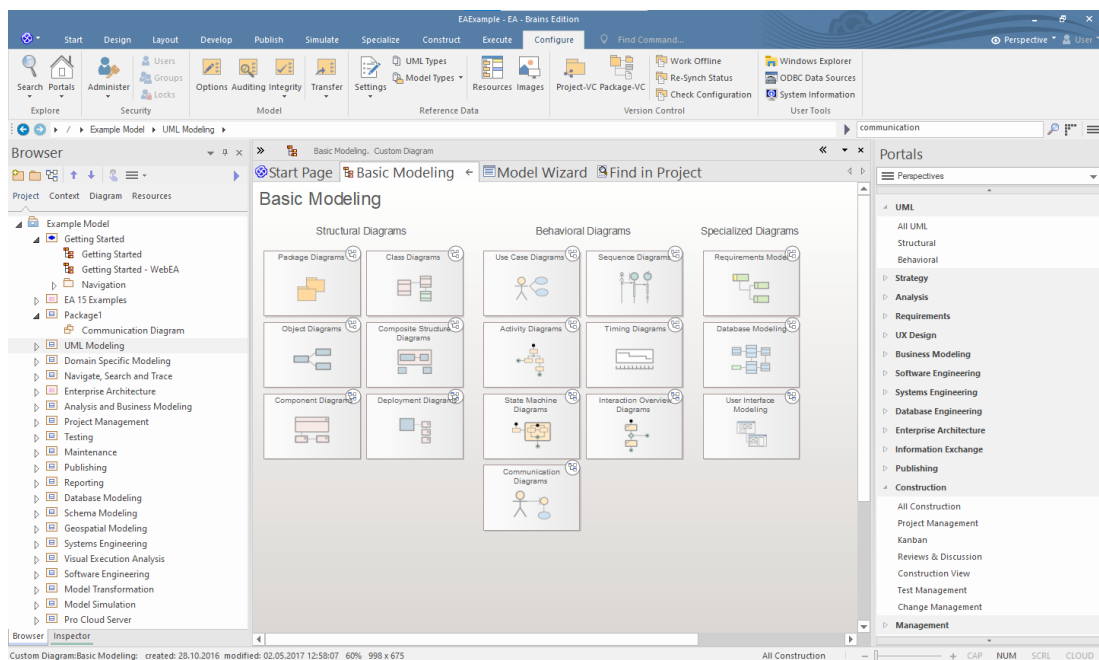 EAExample - EA - Brains Edition
Start Design Layout Develop Publish Simulate Specialize Construct Execute Configure Find Command... Perspective User
Users UML Types Work Offline Windows Explorer
Groups Model Types Re-Synch Status ODBC Data Sources
Search Portals Administer Locks Options Auditing Integrity Transfer Settings Resources Images Project-VC Package-VC Check Configuration System Information
Explore Security Model Reference Data Version Control User Tools
/ Example Model UML Modeling communication
Browser
Project Context Diagram Resources
Example Model
Getting Started
Getting Started
Getting Started - WebEA
Navigation
EA 15 Examples
Package1
Communication Diagram
UML Modeling
Domain Specific Modeling
Navigate, Search and Trace
Enterprise Architecture
Analysis and Business Modeling
Project Management
Testing
Maintenance
Publishing
Reporting
Database Modeling
Schema Modeling
Geospatial Modeling
Systems Engineering
Visual Execution Analysis
Software Engineering
Model Transformation
Model Simulation
Pro Cloud Server
Browser Inspector
Basic Modeling. Custom Diagram
Start Page Basic Modeling Model Wizard Find in Project
Basic Modeling
Structural Diagrams Behavioral Diagrams Specialized Diagrams
Package Diagrams Class Diagrams Use Case Diagrams Sequence Diagrams Requirements Model
Object Diagrams Composite Structure Diagrams Activity Diagrams Timing Diagrams Database Modeling
Component Diagrams Deployment Diagrams State Machine Diagrams Interaction Overview Diagrams User Interface Modeling
Communication Diagrams
Portals
Perspectives
UML
All UML
Structural
Behavioral
Strategy
Analysis
Requirements
UX Design
Business Modeling
Software Engineering
Systems Engineering
Database Engineering
Enterprise Architecture
Information Exchange
Publishing
Construction
All Construction
Project Management
Kanban
Reviews & Discussion
Construction View
Test Management
Change Management
Management
Custom Diagram:Basic Modeling: created: 28.10.2016 modified: 02.05.2017 12:58:07 60% 998 x 675 All Construction CAP NUM SCRL CLOUD